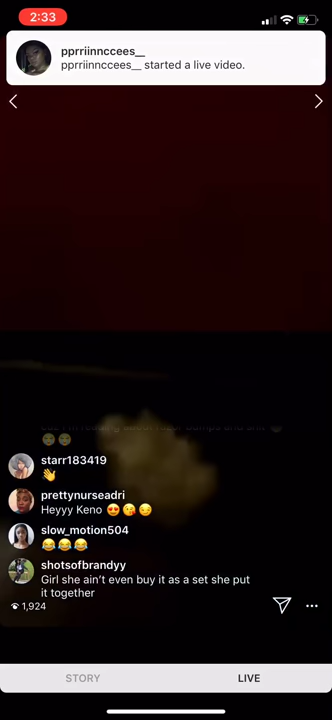 2:33
pprriinnccees__
pprriinnccees__ started a live video.
starr183419
👋
prettynurseadri
Heyyy Keno 😍😘😏
slow_motion504
😂😂😂
shotsofbrandyy
Girl she ain't even buy it as a set she put
it together
1,924
STORY
LIVE